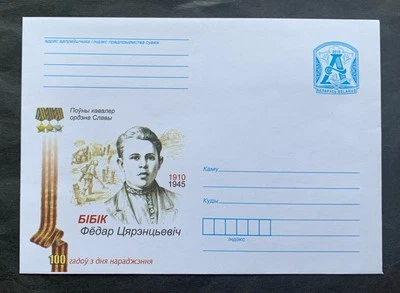 Поўны кавалер
ордэна Славы
1910
1945
БІБІК
Фёдар Цярэнцьевіч
100 гадоў з дня нараджэння
А
БЕЛАРУСЬ BELARUS
Каму
Куды
індэкс